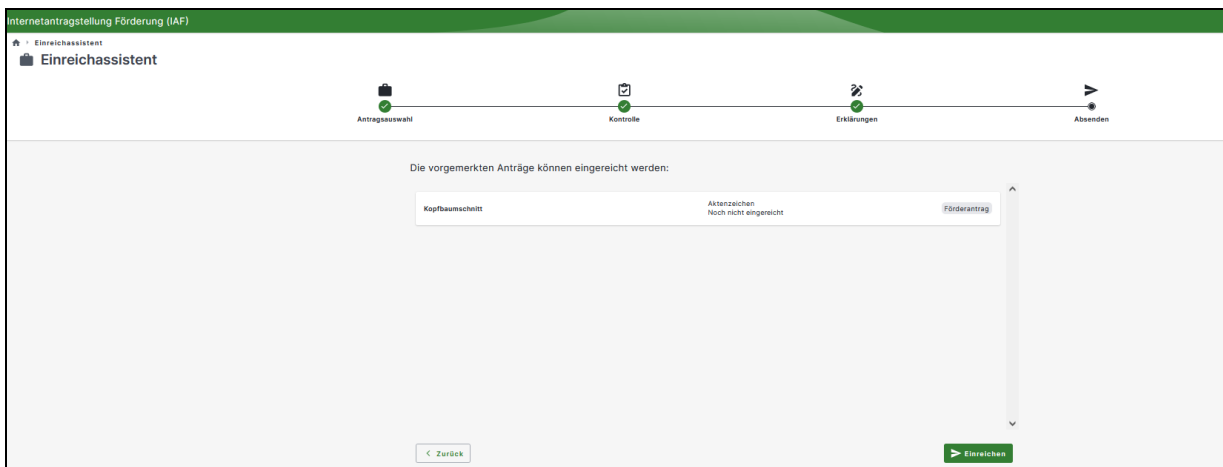 Internetantragstellung Förderung (IAF)
Einreichassistent
Einreichassistent
Antragsauswahl
Kontrolle
Erklärungen
Absenden
Die vorgemerkten Anträge können eingereicht werden:
Kopfbaumschnitt
Aktenzeichen
Noch nicht eingereicht
Förderantrag
Zurück
Einreichen